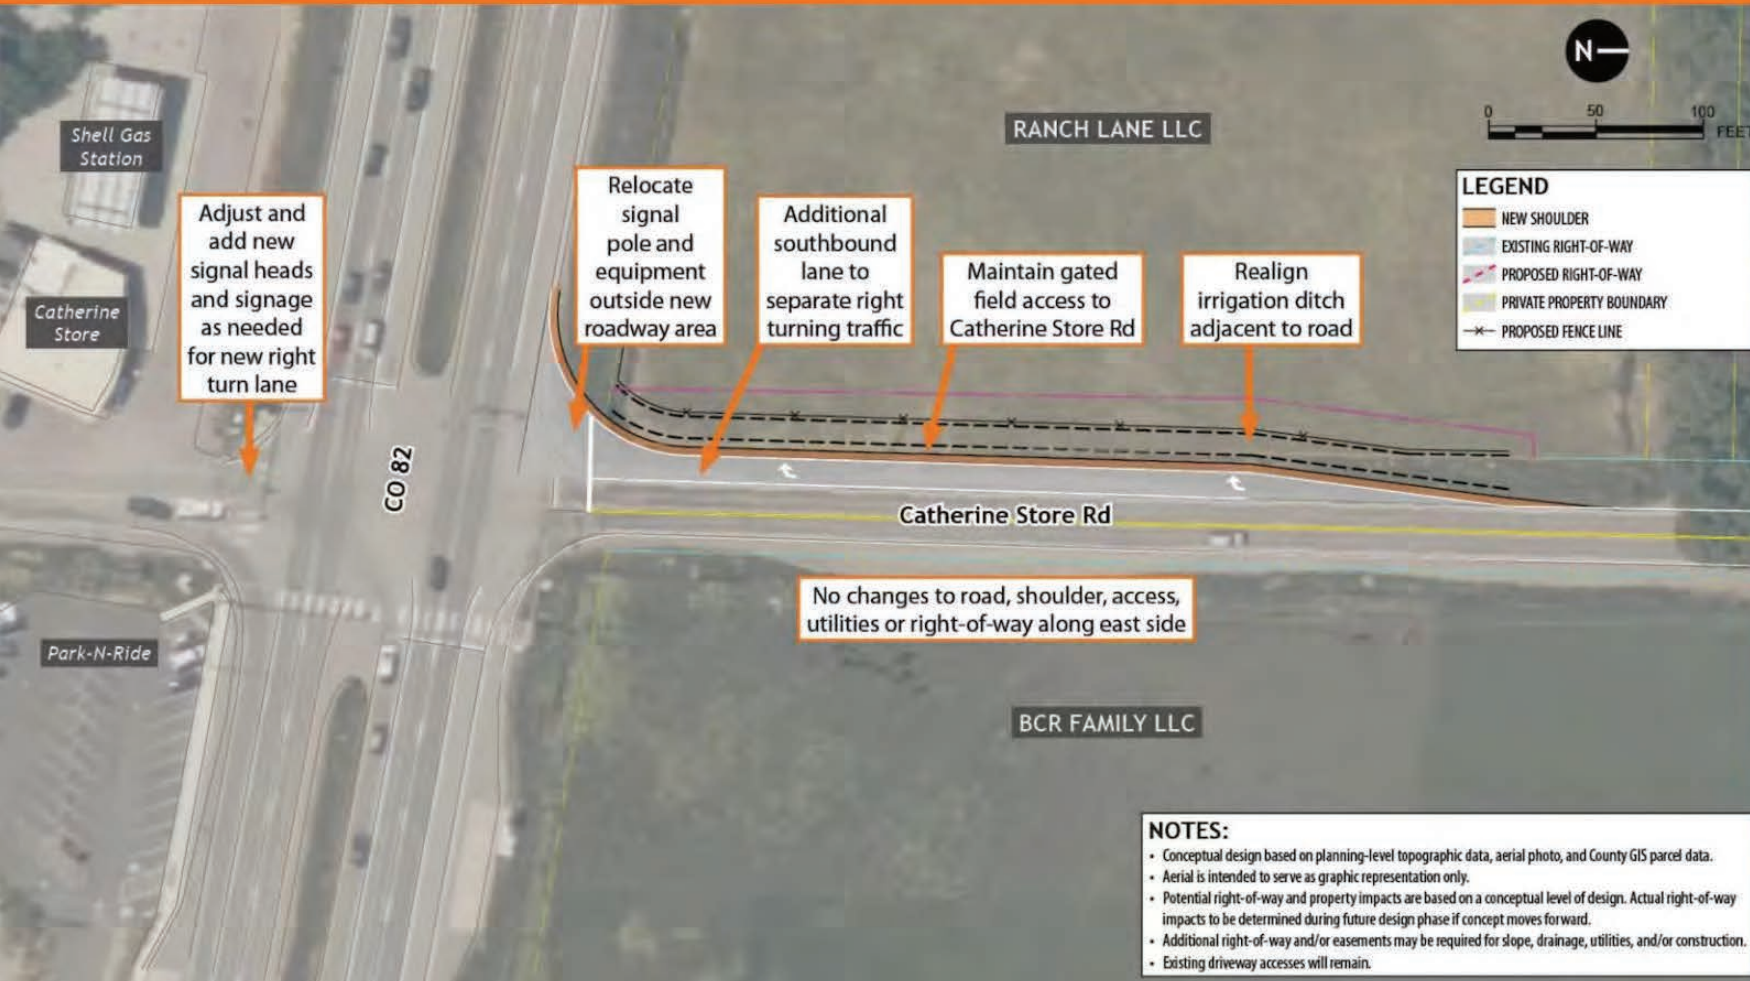 N
0 50 100
FEET
RANCH LANE LLC
Shell Gas
Station
Catherine
Store
Adjust and
add new
signal heads
and signage
as needed
for new right
turn lane
Relocate
signal
pole and
equipment
outside new
roadway area
Additional
southbound
lane to
separate right
turning traffic
Maintain gated
field access to
Catherine Store Rd
Realign
irrigation ditch
adjacent to road
LEGEND
NEW SHOULDER
EXISTING RIGHT-OF-WAY
PROPOSED RIGHT-OF-WAY
PRIVATE PROPERTY BOUNDARY
PROPOSED FENCE LINE
CO 82
Catherine Store Rd
No changes to road, shoulder, access,
utilities or right-of-way along east side
Park-N-Ride
BCR FAMILY LLC
NOTES:
• Conceptual design based on planning-level topographic data, aerial photo, and County GIS parcel data.
• Aerial is intended to serve as graphic representation only.
• Potential right-of-way and property impacts are based on a conceptual level of design. Actual right-of-way
impacts to be determined during future design phase if concept moves forward.
• Additional right-of-way and/or easements may be required for slope, drainage, utilities, and/or construction.
• Existing driveway accesses will remain.